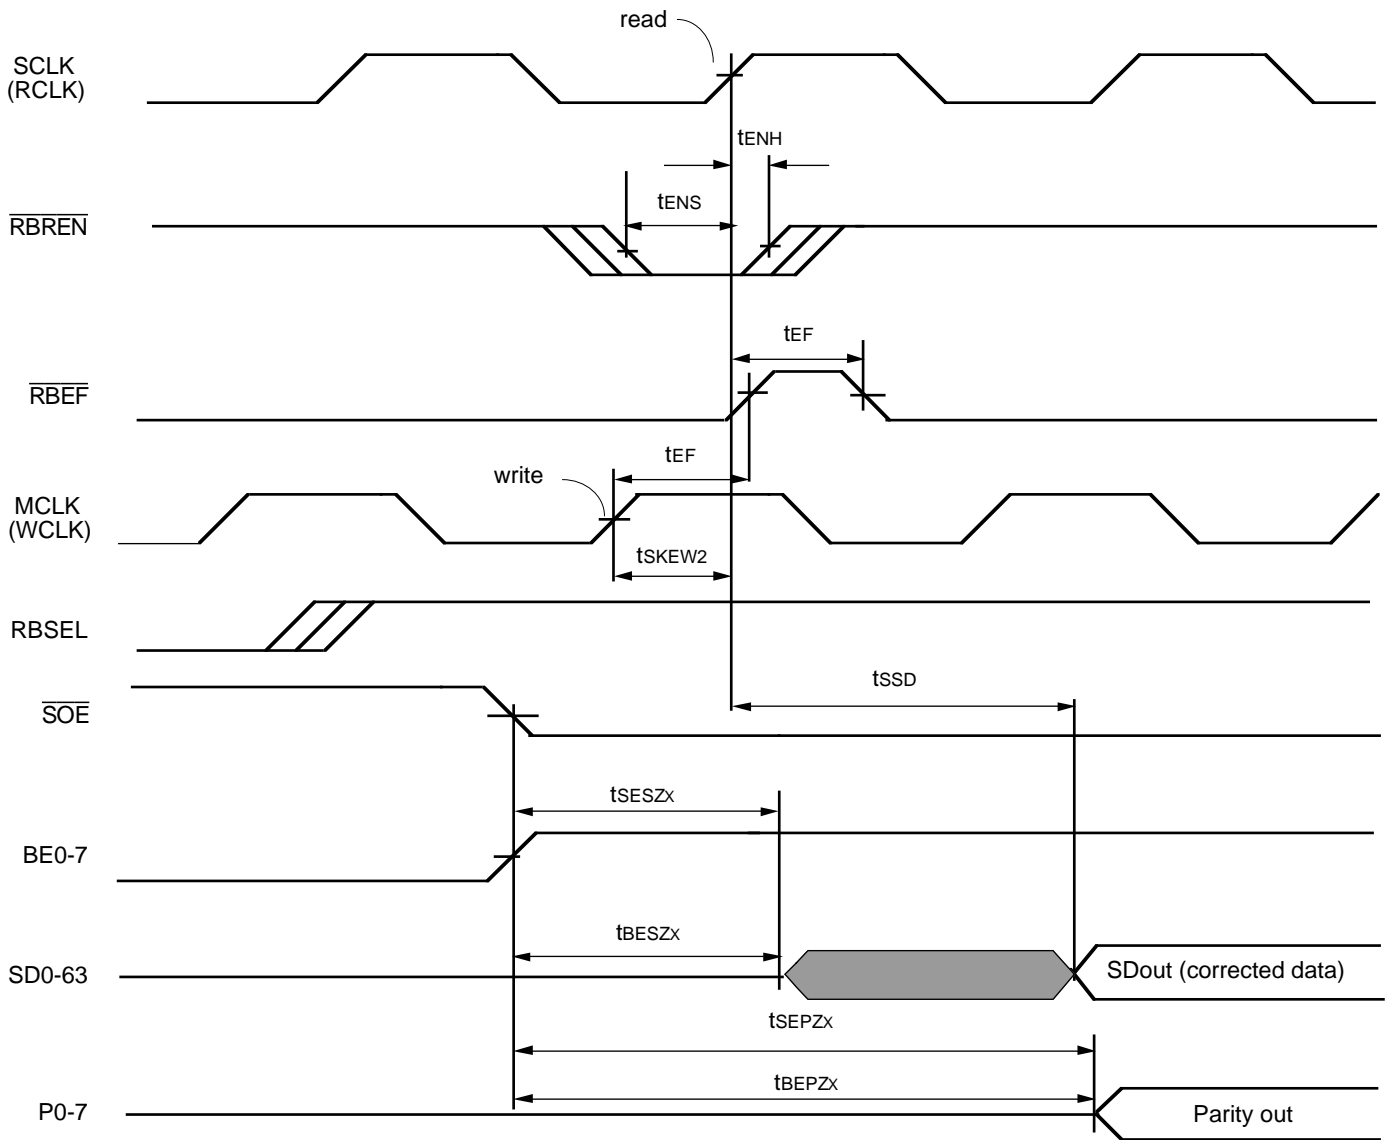 read
SCLK
(RCLK)
tENH
tENS
RBREN
tEF
RBEF
tEF
write
MCLK
(WCLK)
tSKEW2
RBSEL
tSSD
SOE
tSESZX
BE0-7
tBESZX
SD0-63
SDout (corrected data)
tSEPZX
tBEPZX
P0-7
Parity out